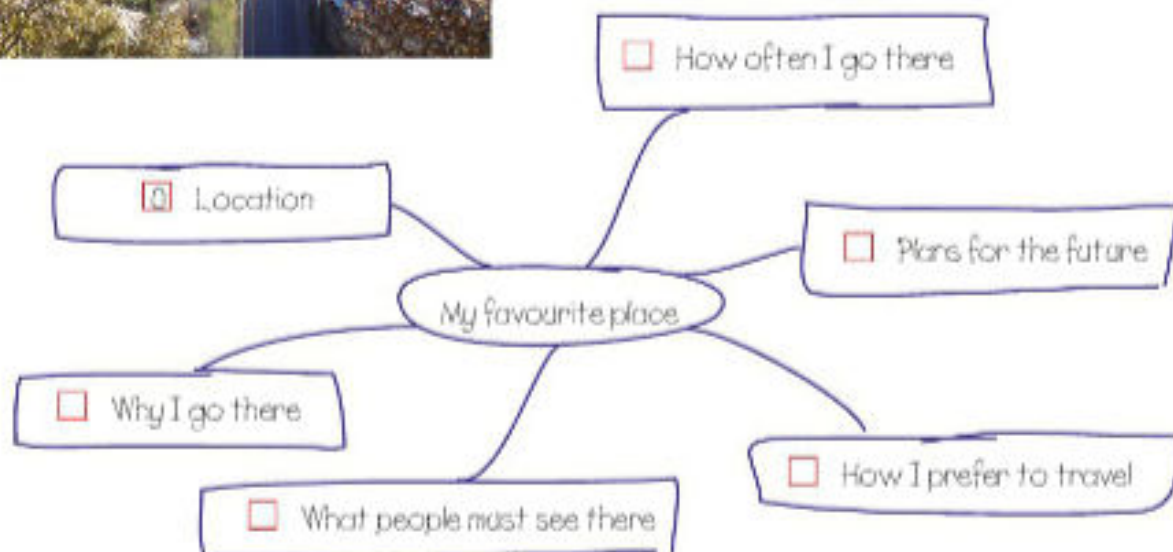 How often I go there
0 Location
Plans for the future
My favourite place
Why I go there
How I prefer to travel
What people must see there